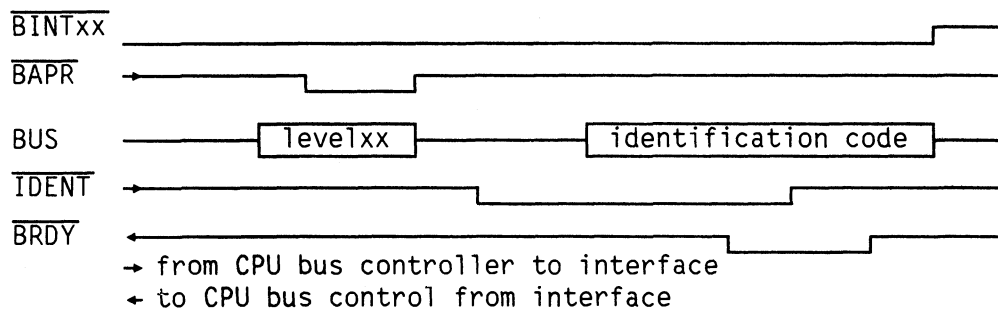 BINTxx
BAPR
BUS levelxx identification code
IDENT
BRDY
→ from CPU bus controller to interface
← to CPU bus control from interface